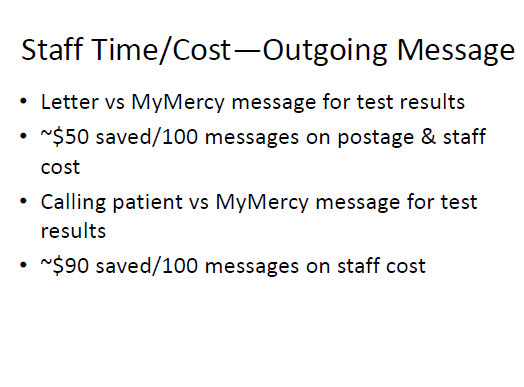 Staff Time/Cost—Outgoing Message
• Letter vs MyMercy message for test results
• ~$50 saved/100 messages on postage & staff
cost
• Calling patient vs MyMercy message for test
results
• ~$90 saved/100 messages on staff cost